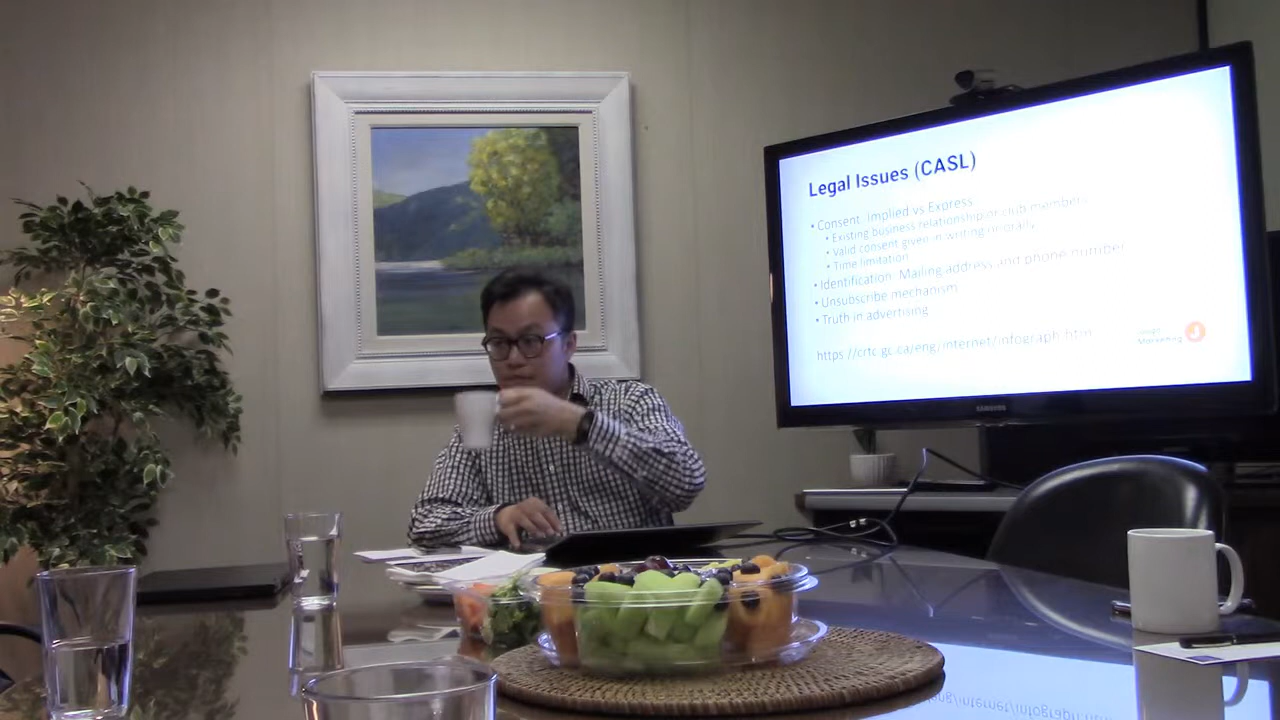 Legal Issues (CASL)
• Consent. Implied vs Express
• Existing business relationship or club members
• Valid consent given in writing or orally
• Time limitation
• Identification: Mailing address and phone number
• Unsubscribe mechanism
• Truth in advertising
https://crtc.gc.ca/eng/internet/infograph.htm
Marketing
J
SAMSUNG